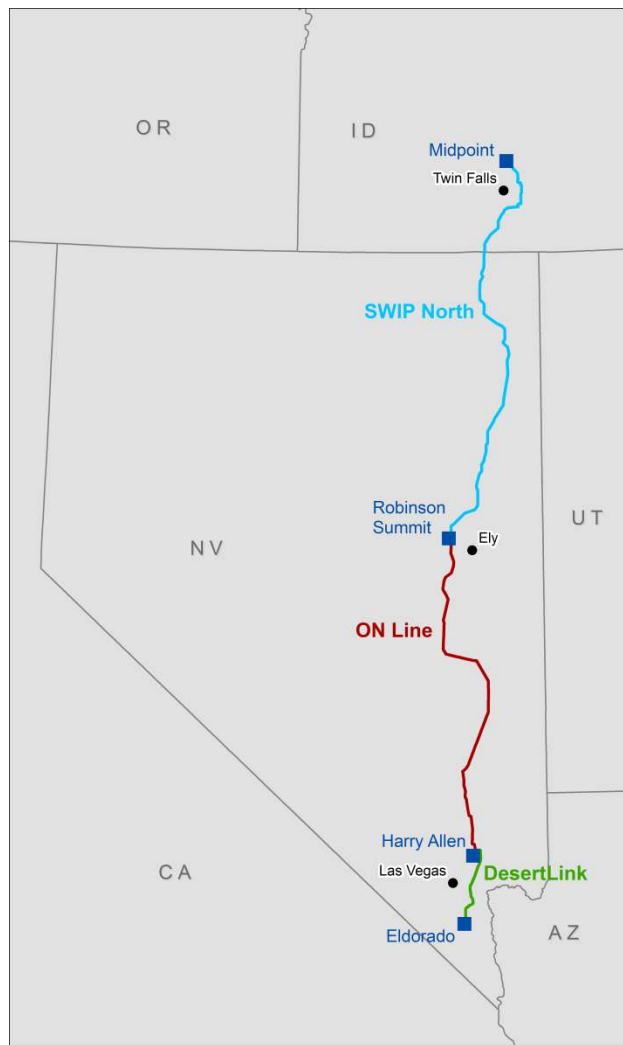 OR
ID
Midpoint
Twin Falls
SWIP North
Robinson
Summit
UT
NV
Ely
ON Line
Harry Allen
CA
Las Vegas
DesertLink
Eldorado
AZ